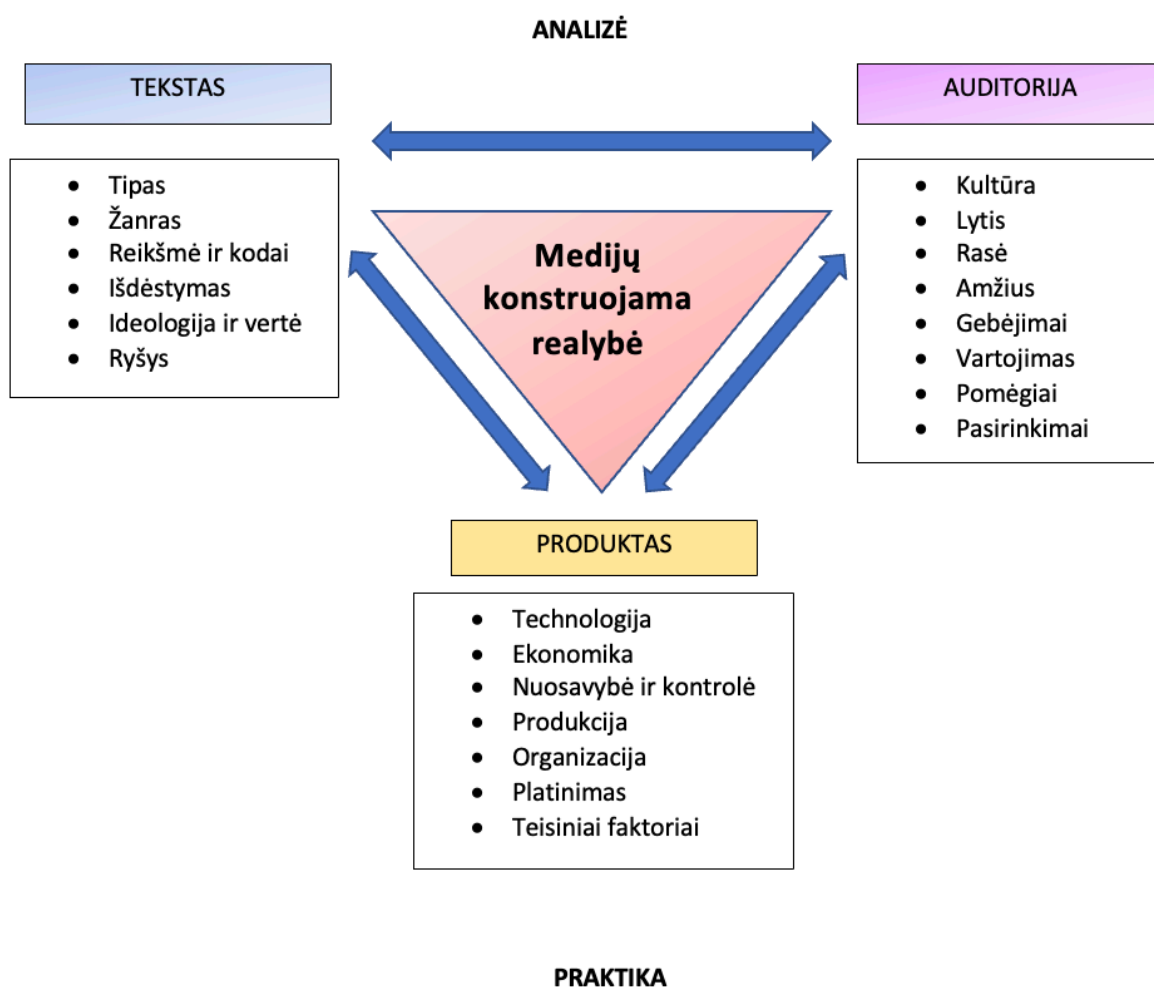 ANALIZĖ
TEKSTAS
AUDITORIJA
• Tipas
• Žanras
• Reikšmė ir kodai
• Išdėstymas
• Ideologija ir vertė
• Ryšys
Medijų
konstruojama
realybė
• Kultūra
• Lytis
• Rasė
• Amžius
• Gebėjimai
• Vartojimas
• Pomėgiai
• Pasirinkimai
PRODUKTAS
• Technologija
• Ekonomika
• Nuosavybė ir kontrolė
• Produkcija
• Organizacija
• Platinimas
• Teisiniai faktoriai
PRAKTIKA